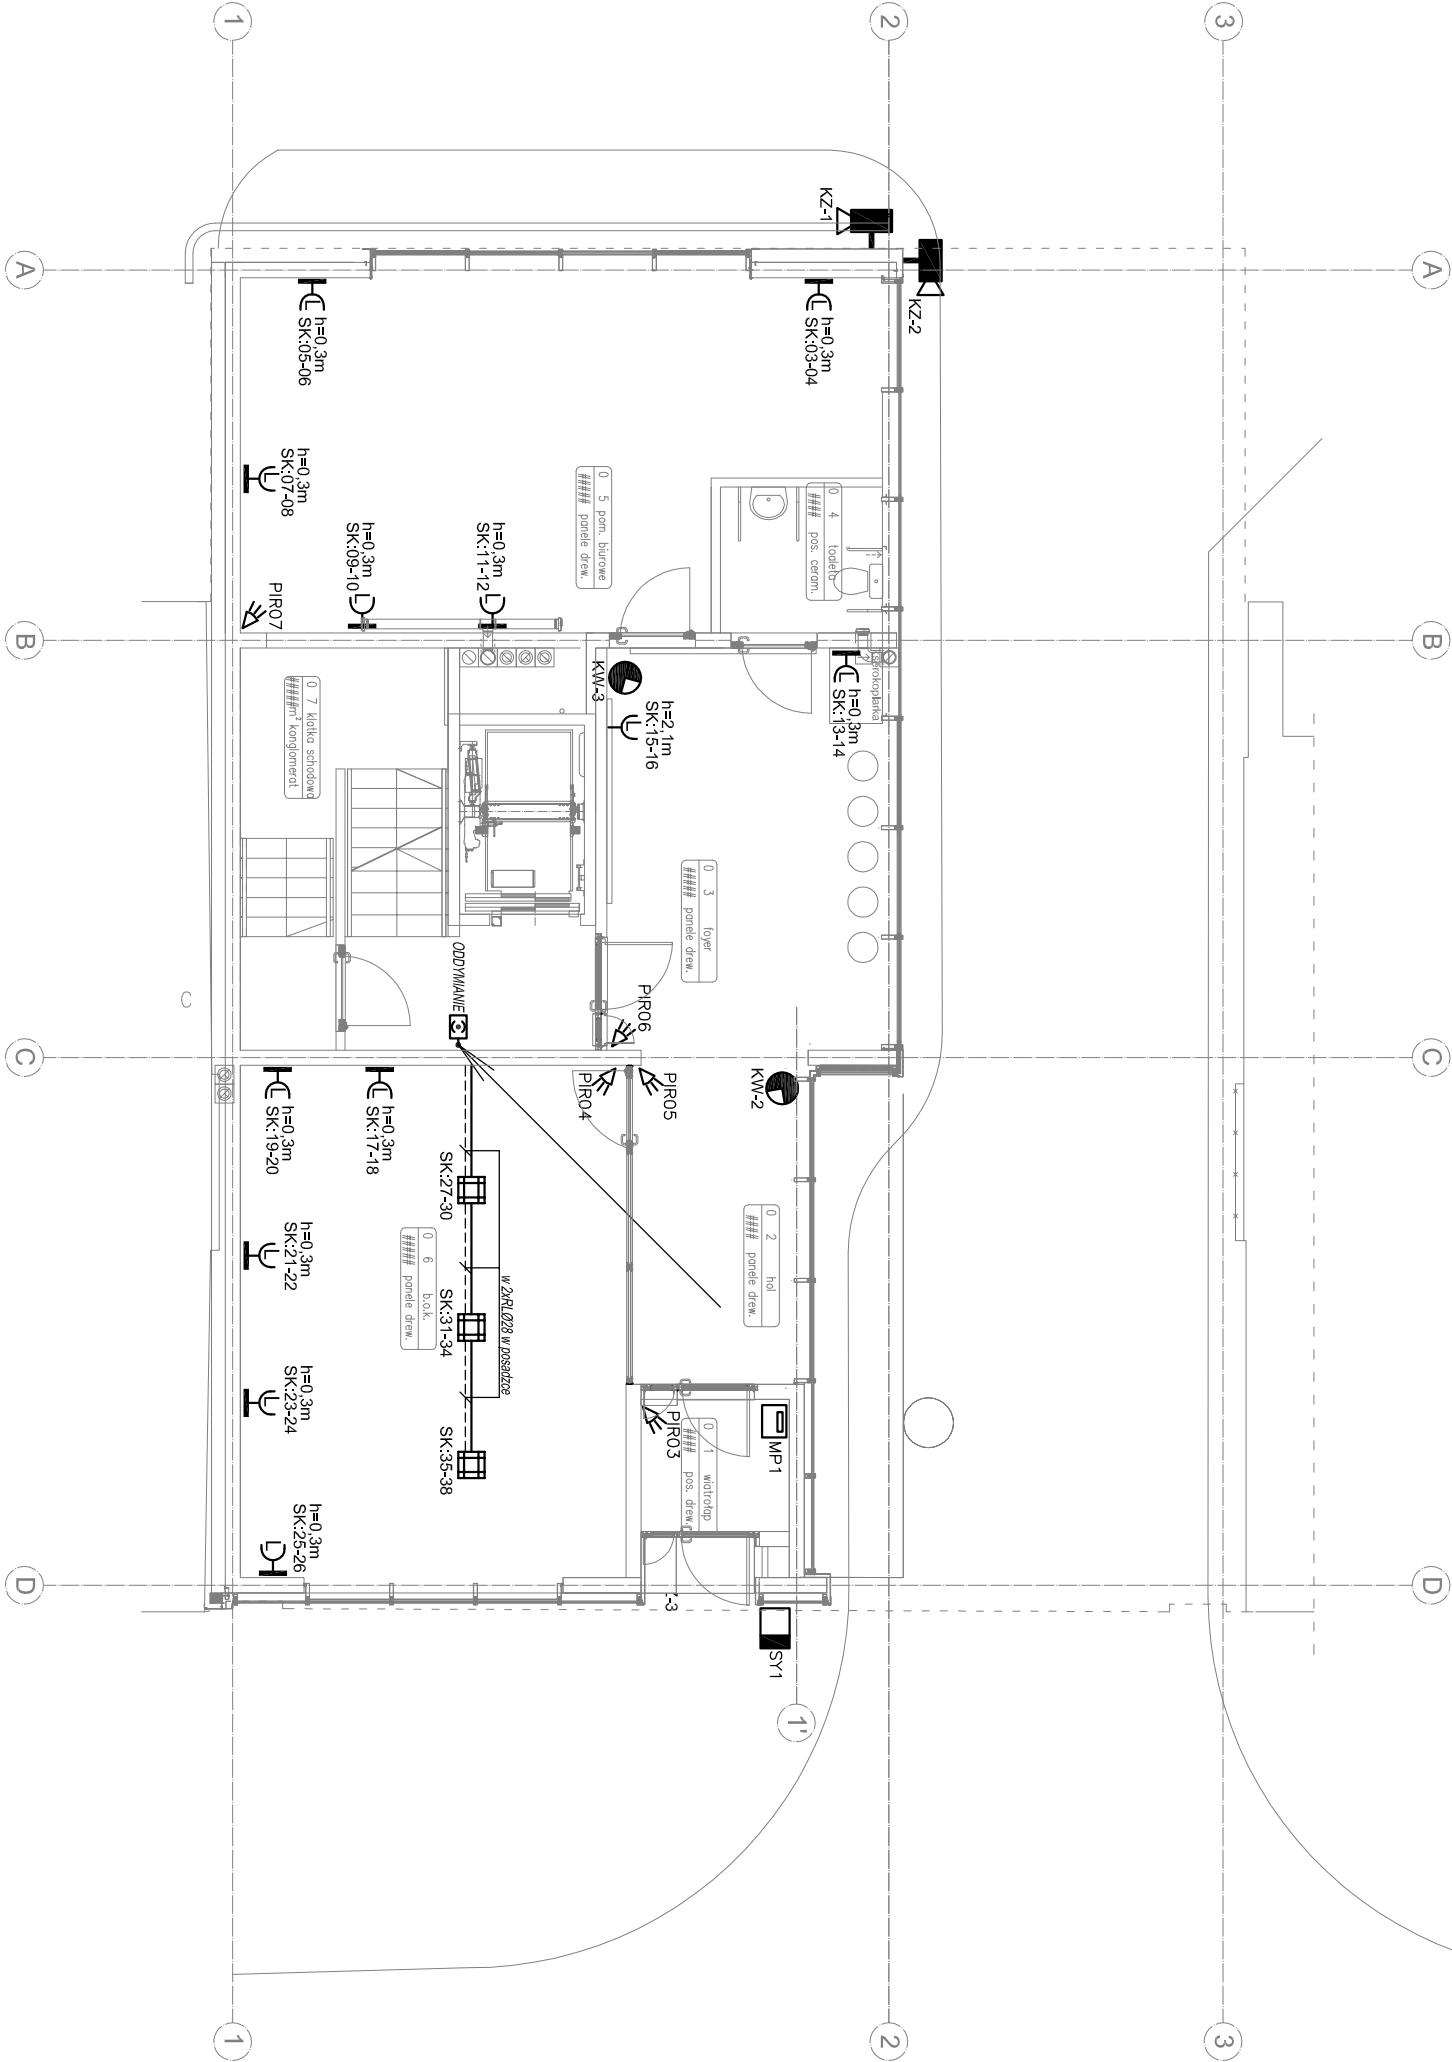 1
2
3
A
A
KZ-1
KZ-2
h=0,3m
SK:05-06
h=0,3m
SK:03-04
h=0,3m
SK:07-08
0 5 pom. biurowe
##### panele drew.
0 4 toaleta
#### pos. ceram.
h=0,3m
SK:09-10
h=0,3m
SK:11-12
PIR07
B
B
KW-3
h=2,1m
SK:15-16
h=0,3m
SK:13-14
0 7 klatka schodowa
#####m² konglomerat
0 3 foyer
##### panele drew.
ODDYMIANIE
PIR06
C
C
PIR04
PIR05
KW-2
h=0,3m
SK:19-20
h=0,3m
SK:17-18
SK:27-30
h=0,3m
SK:21-22
0 6 b.o.k.
##### panele drew.
SK:31-34
w 2xRLØ28 w posadzce
0 2 hol
#### panele drew.
h=0,3m
SK:23-24
SK:35-38
PIR03
0 1 wiatrołap
#### pos. drew.
MP1
h=0,3m
SK:25-26
D
D
-3
SY1
1'
1
2
3